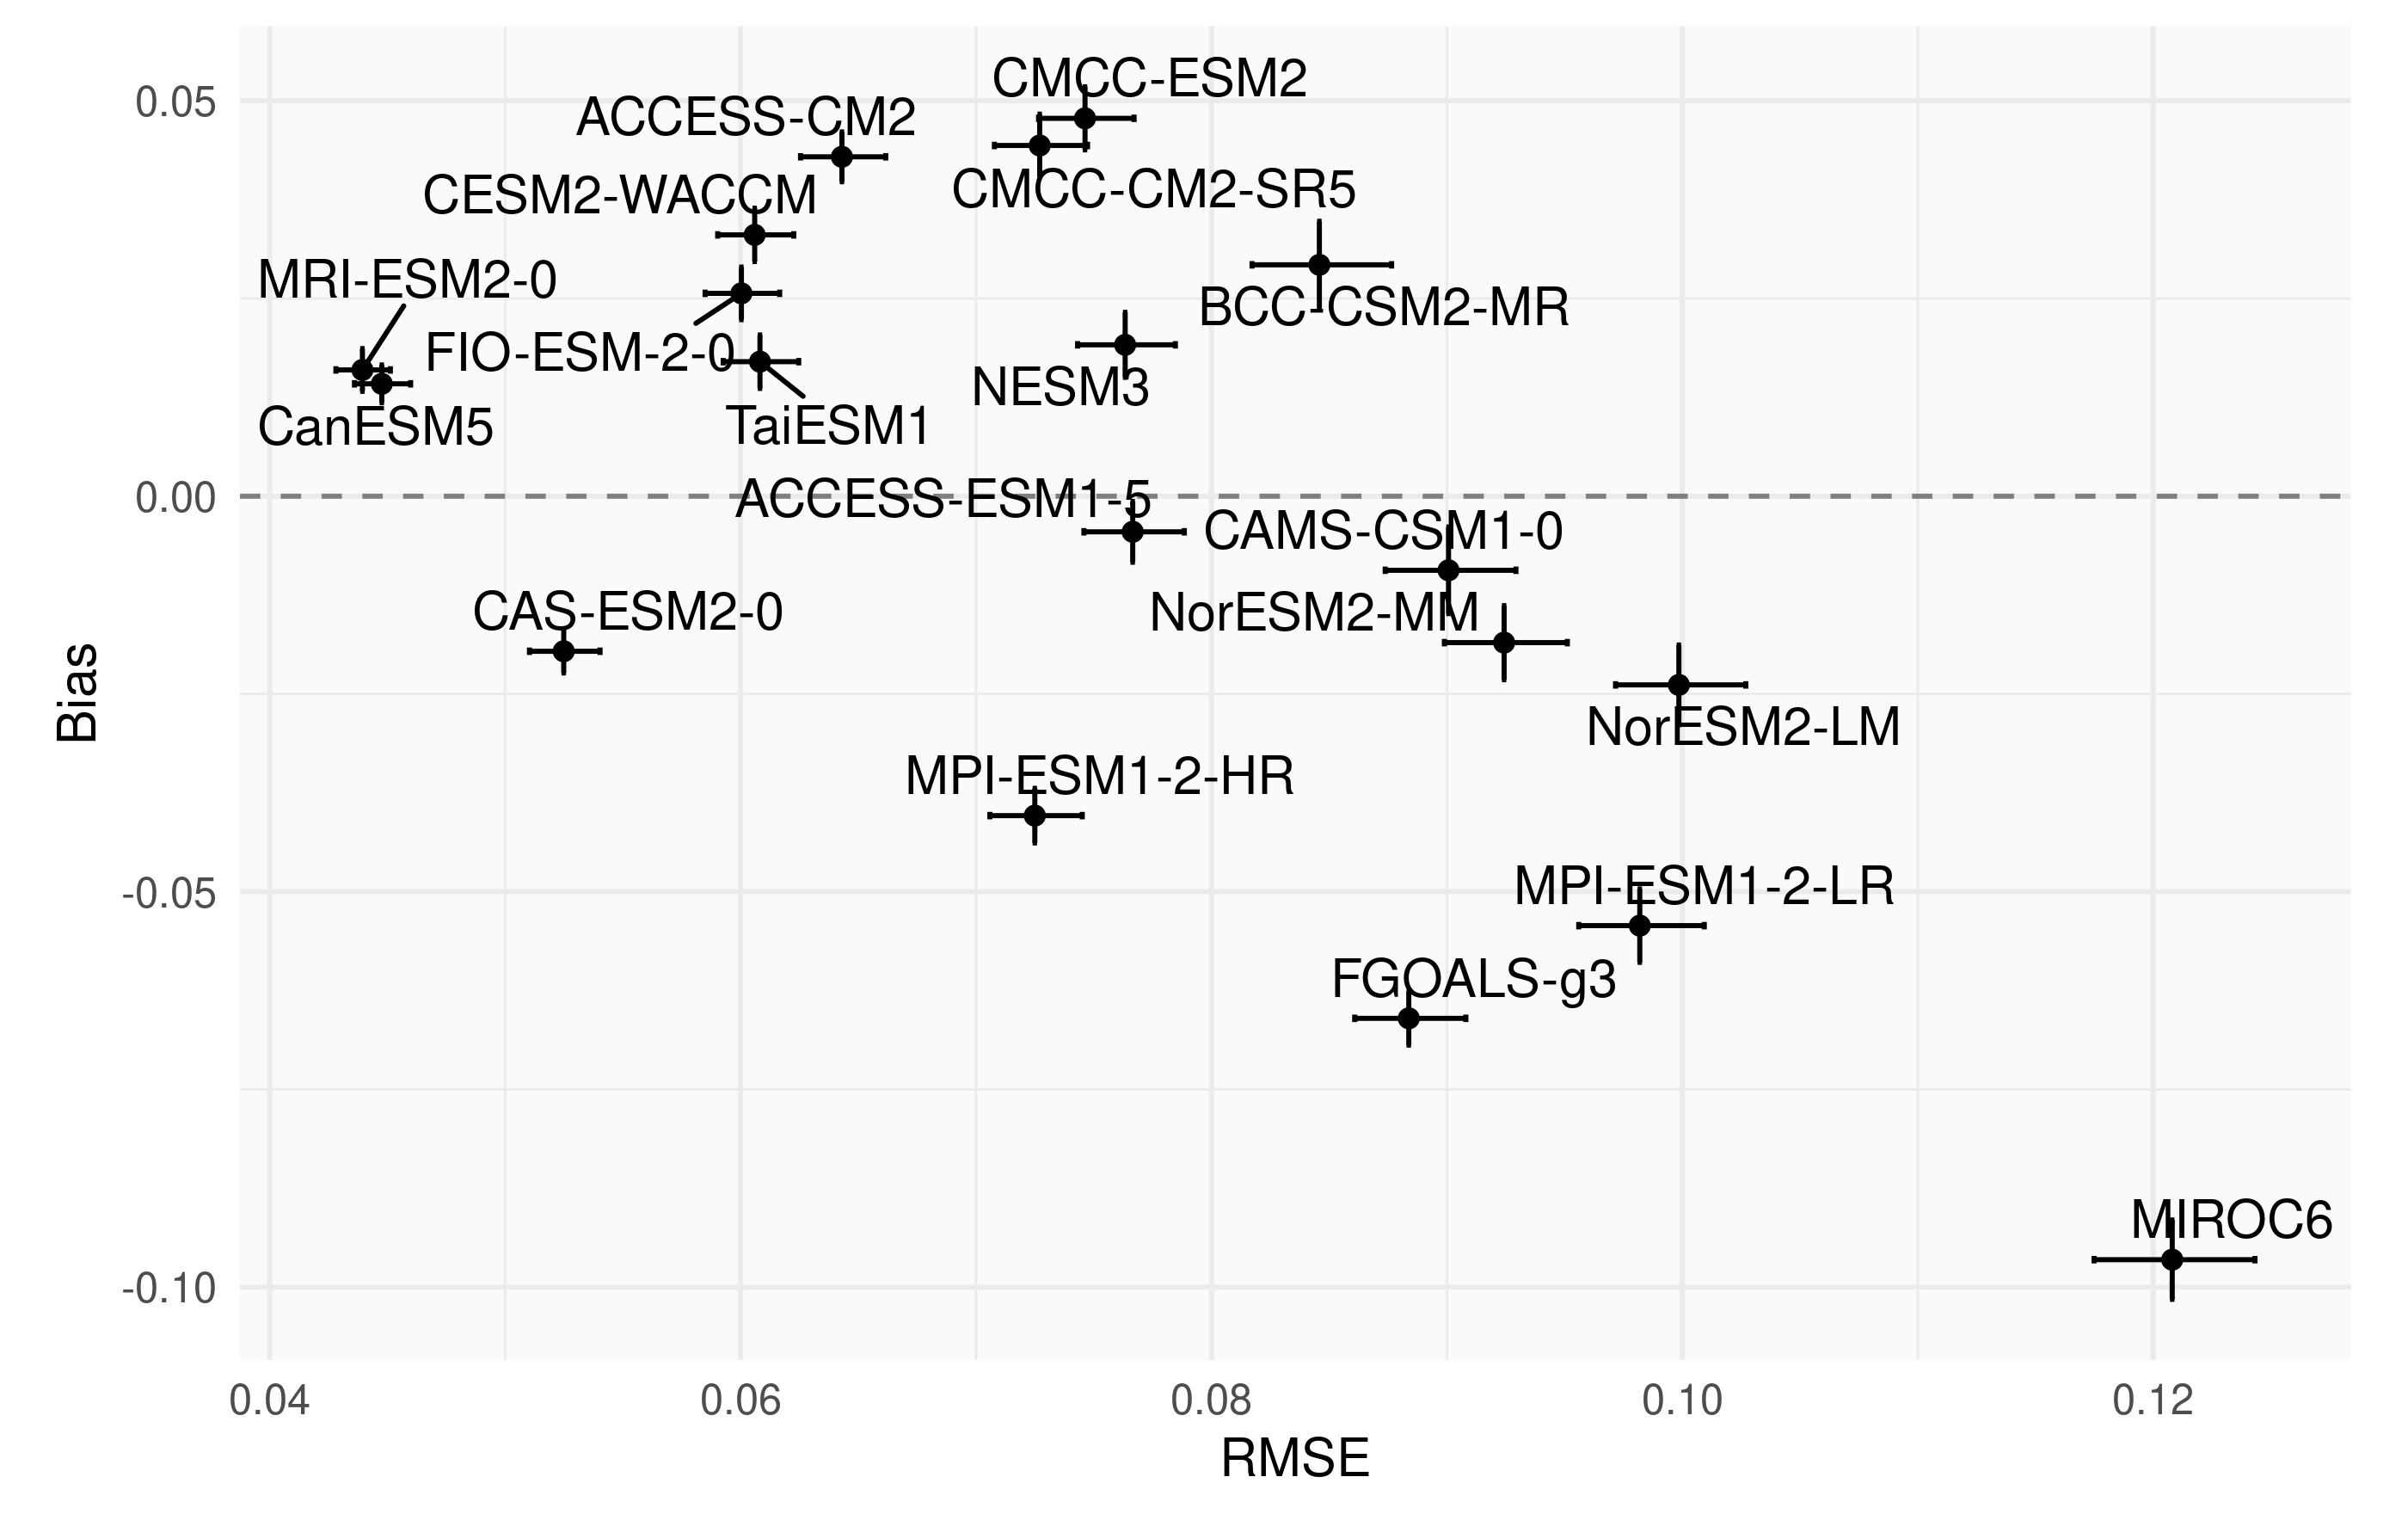 CMCC-ESM2
0.05
ACCESS-CM2
CESM2-WACCM
CMCC-CM2-SR5
MRI-ESM2-0
BCC-CSM2-MR
FIO-ESM-2-0
NESM3
CanESM5
TaiESM1
0.00
ACCESS-ESM1-5
CAMS-CSM1-0
CAS-ESM2-0
NorESM2-MM
Bias
NorESM2-LM
MPI-ESM1-2-HR
-0.05
MPI-ESM1-2-LR
FGOALS-g3
MIROC6
-0.10
0.04 0.06 0.08 0.10 0.12
RMSE